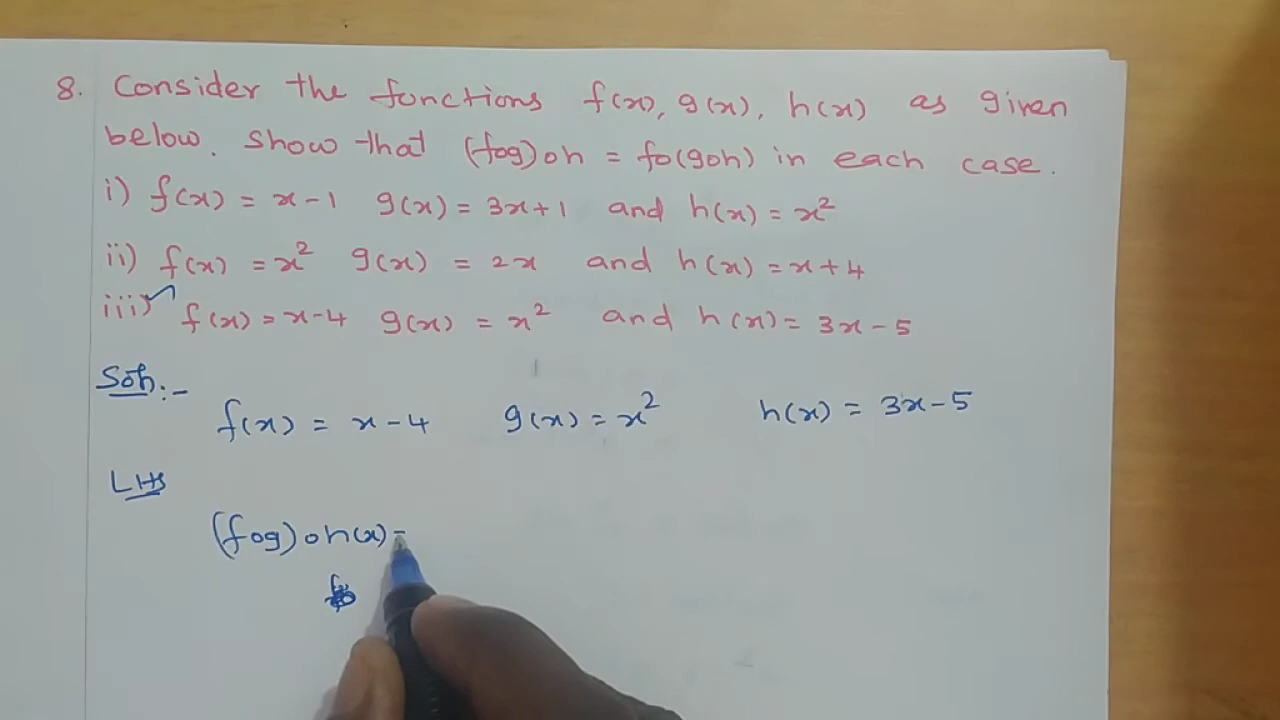 8. Consider the functions f(x), g(x), h(x) as given
below. Show that (fog)oh = fo(goh) in each case.
i) f(x) = x-1 g(x) = 3x+1 and h(x) = x²
ii) f(x) = x² g(x) = 2x and h(x) = x+4
iii) f(x) = x-4 g(x) = x² and h(x) = 3x-5
Soln:-
f(x) = x-4 g(x) = x² h(x) = 3x-5
LHS
(fog)oh(x) =